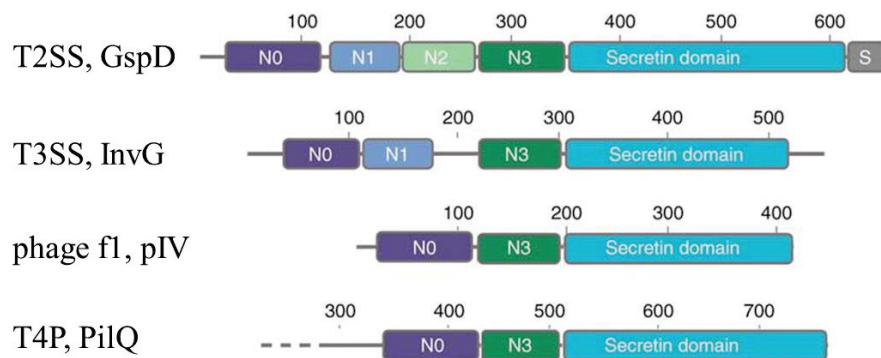 100 200 300 400 500 600
T2SS, GspD N0 N1 N2 N3 Secretin domain S
100 200 300 400 500
T3SS, InvG N0 N1 N3 Secretin domain
100 200 300 400
phage f1, pIV N0 N3 Secretin domain
300 400 500 600 700
T4P, PilQ N0 N3 Secretin domain